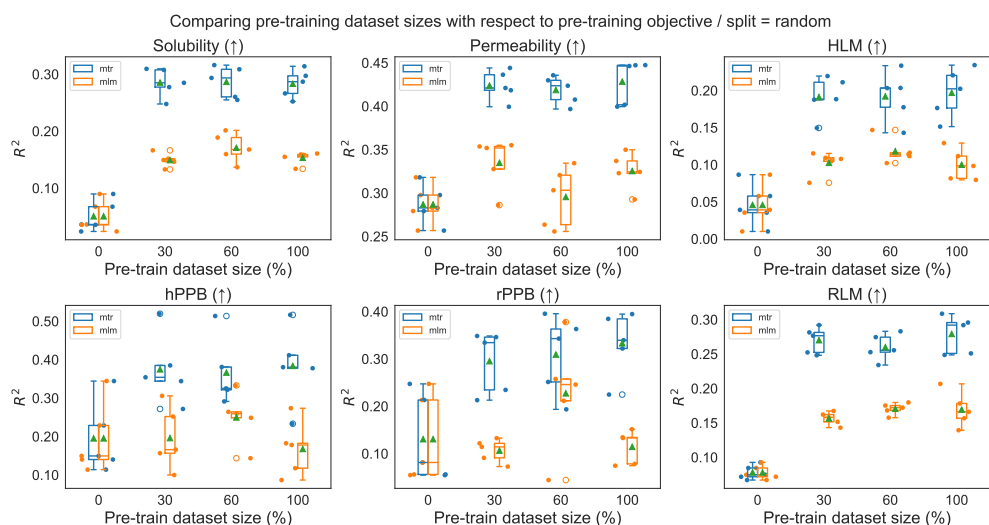 Comparing pre-training dataset sizes with respect to pre-training objective / split = random
Solubility (↑)
mtr
mlm
R²
0.30
0.20
0.10
0 30 60 100
Pre-train dataset size (%)
Permeability (↑)
mtr
mlm
R²
0.45
0.40
0.35
0.30
0.25
0 30 60 100
Pre-train dataset size (%)
HLM (↑)
mtr
mlm
R²
0.20
0.15
0.10
0.05
0.00
0 30 60 100
Pre-train dataset size (%)
hPPB (↑)
mtr
mlm
R²
0.50
0.40
0.30
0.20
0.10
0 30 60 100
Pre-train dataset size (%)
rPPB (↑)
mtr
mlm
R²
0.40
0.30
0.20
0.10
0 30 60 100
Pre-train dataset size (%)
RLM (↑)
mtr
mlm
R²
0.30
0.25
0.20
0.15
0.10
0 30 60 100
Pre-train dataset size (%)